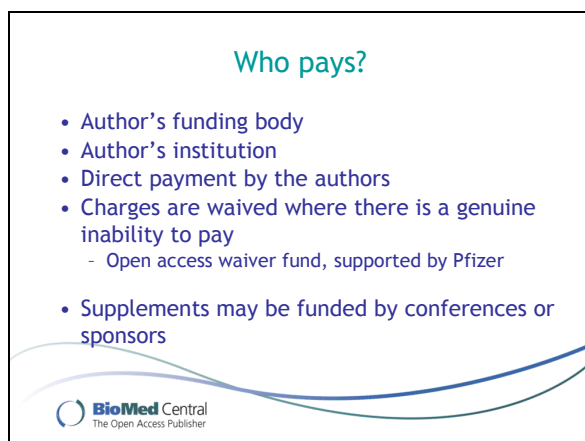 Who pays?
• Author's funding body
• Author's institution
• Direct payment by the authors
• Charges are waived where there is a genuine
inability to pay
- Open access waiver fund, supported by Pfizer
• Supplements may be funded by conferences or
sponsors
BioMed Central
The Open Access Publisher